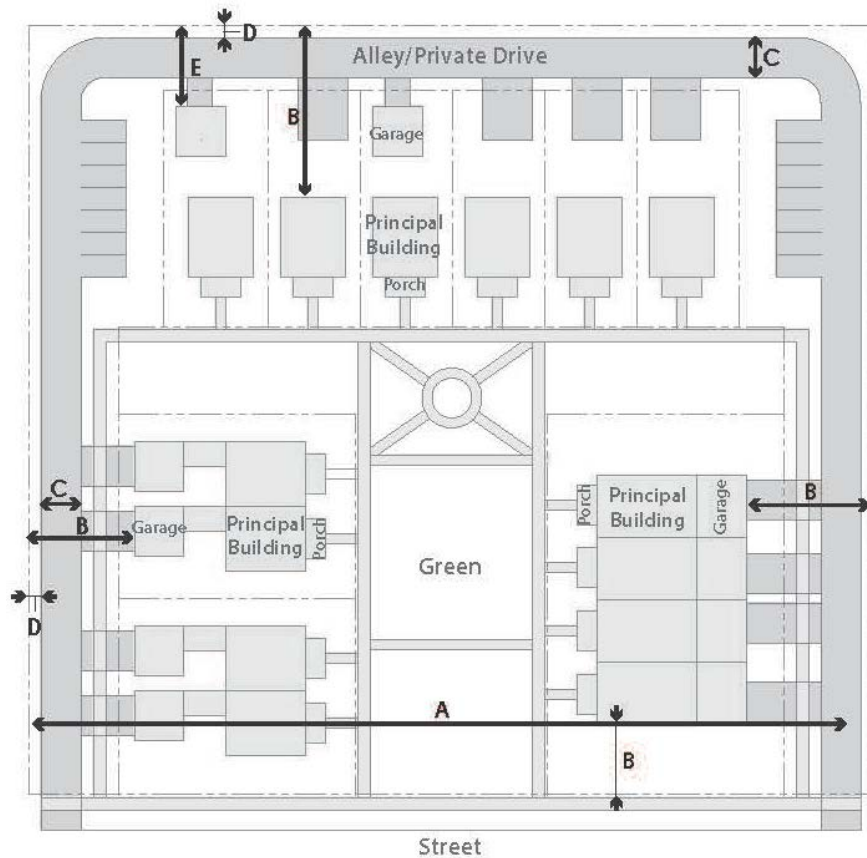 D
Alley/Private Drive
C
E
B
Garage
Principal
Building
Porch
C
B
Garage
Principal
Building
Porch
Green
Porch
Principal
Building
Garage
B
D
A
B
Street